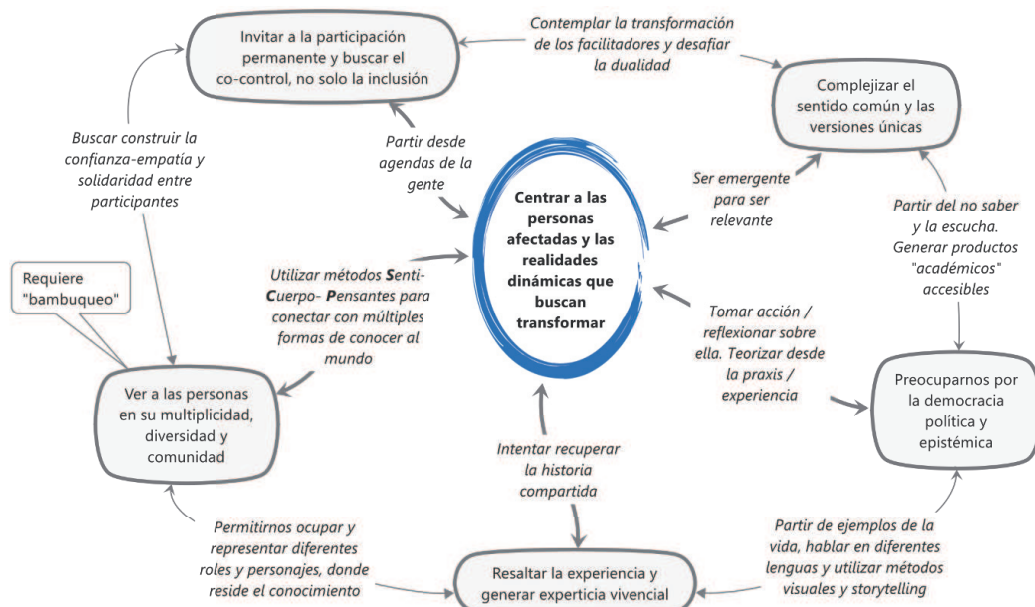 Invitar a la participación
permanente y buscar el
co-control, no solo la inclusión
Contemplar la transformación
de los facilitadores y desafiar
la dualidad
Complejizar el
sentido común y las
versiones únicas
Buscar construir la
confianza-empatía y
solidaridad entre
participantes
Partir desde
agendas de la
gente
Centrar a las
personas
afectadas y las
realidades
dinámicas que
buscan
transformar
Ser emergente
para ser
relevante
Partir del no saber
y la escucha.
Generar productos
"académicos"
accesibles
Requiere
"bambuqueo"
Utilizar métodos Senti-
Cuerpo- Pensantes para
conectar con múltiples
formas de conocer al
mundo
Tomar acción /
reflexionar sobre
ella. Teorizar desde
la praxis /
experiencia
Ver a las personas
en su multiplicidad,
diversidad y
comunidad
Preocuparnos por
la democracia
política y
epistémica
Intentar recuperar
la historia
compartida
Permitirnos ocupar y
representar diferentes
roles y personajes, donde
reside el conocimiento
Resaltar la experiencia y
generar experticia vivencial
Partir de ejemplos de la
vida, hablar en diferentes
lenguas y utilizar métodos
visuales y storytelling